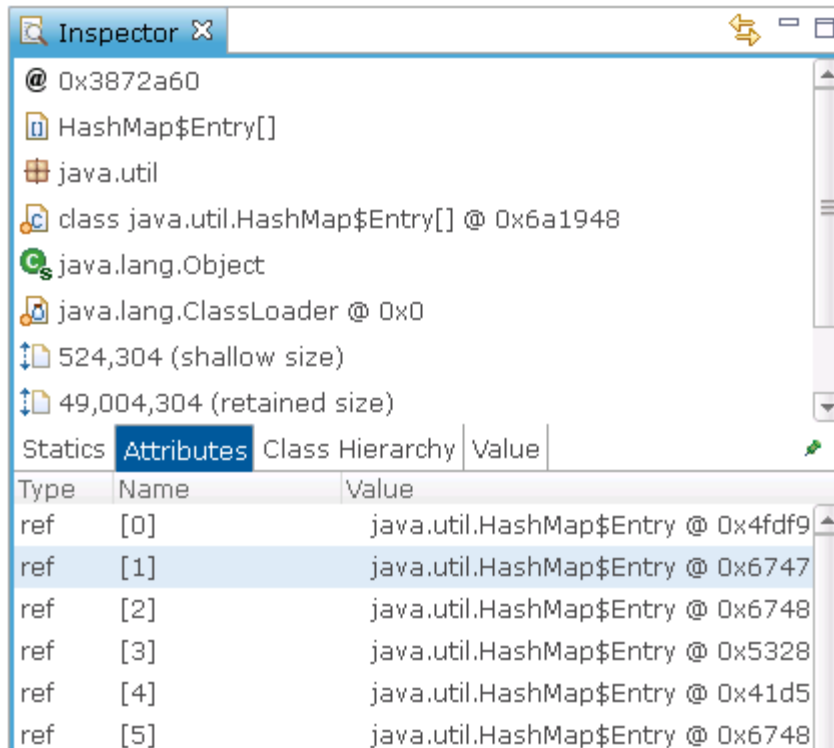 Inspector
@ 0x3872a60
HashMap$Entry[]
java.util
class java.util.HashMap$Entry[] @ 0x6a1948
java.lang.Object
java.lang.ClassLoader @ 0x0
524,304 (shallow size)
49,004,304 (retained size)
Statics Attributes Class Hierarchy Value
Type Name Value
ref [0] java.util.HashMap$Entry @ 0x4fdf9
ref [1] java.util.HashMap$Entry @ 0x6747
ref [2] java.util.HashMap$Entry @ 0x6748
ref [3] java.util.HashMap$Entry @ 0x5328
ref [4] java.util.HashMap$Entry @ 0x41d5
ref [5] java.util.HashMap$Entry @ 0x6748